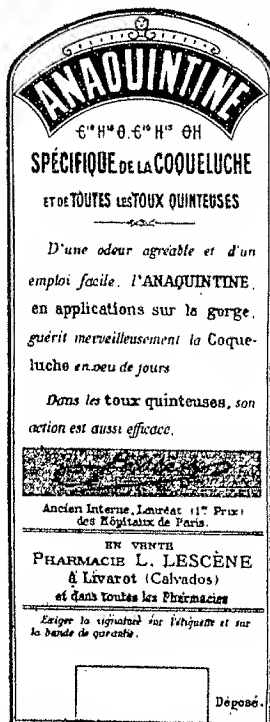 ANAQUINTINE
SPÉCIFIQUE DE LA COQUELUCHE
ET DE TOUTES LES TOUX QUINTEUSES
D'une odeur agréable et d'un
emploi facile, l'ANAQUINTINE,
en applications sur la gorge,
guérit merveilleusement la Coque-
luche en peu de jours
Dans les toux quinteuses, son
action est aussi efficace.
Ancien Interne, Lauréat (1er Prix)
des Hôpitaux de Paris.
EN VENTE
PHARMACIE L. LESCÈNE
à Livarot (Calvados)
et dans toutes les Pharmacies
Exiger la signature sur l'étiquette et sur
la bande de garantie.
Déposé.